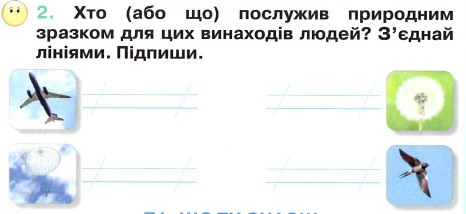 2. Хто (або що) послужив природним
зразком для цих винаходів людей? З’єднай
лініями. Підпиши.